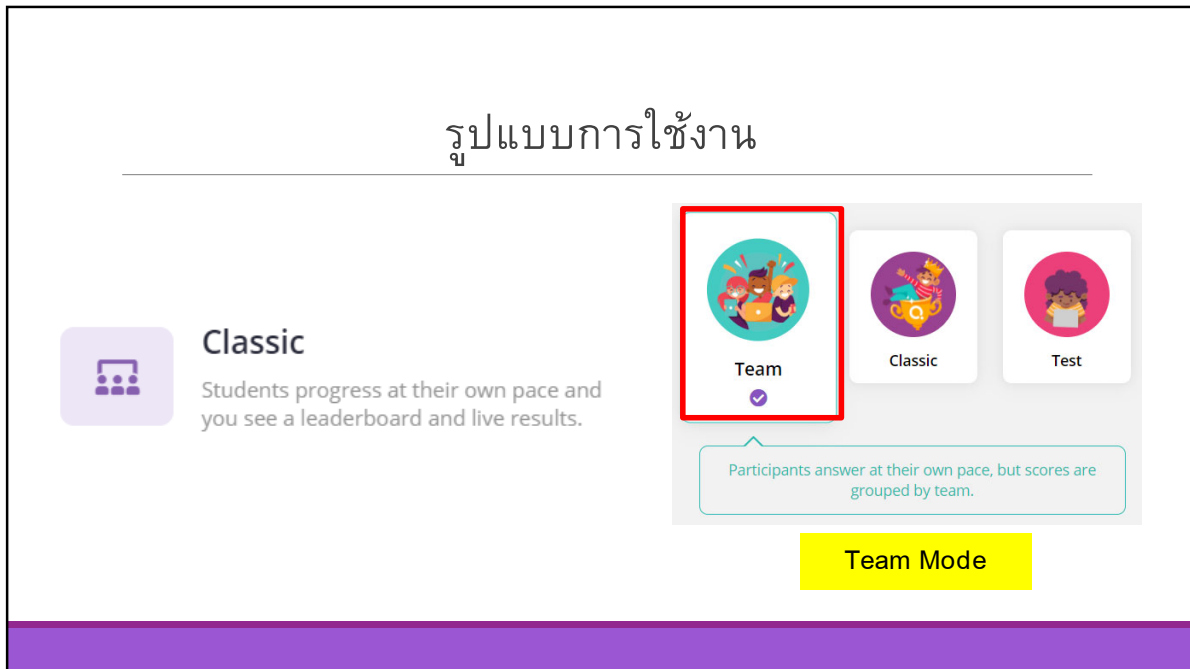 รูปแบบการใช้งาน
Classic
Students progress at their own pace and
you see a leaderboard and live results.
Team
Classic
Test
Participants answer at their own pace, but scores are
grouped by team.
Team Mode